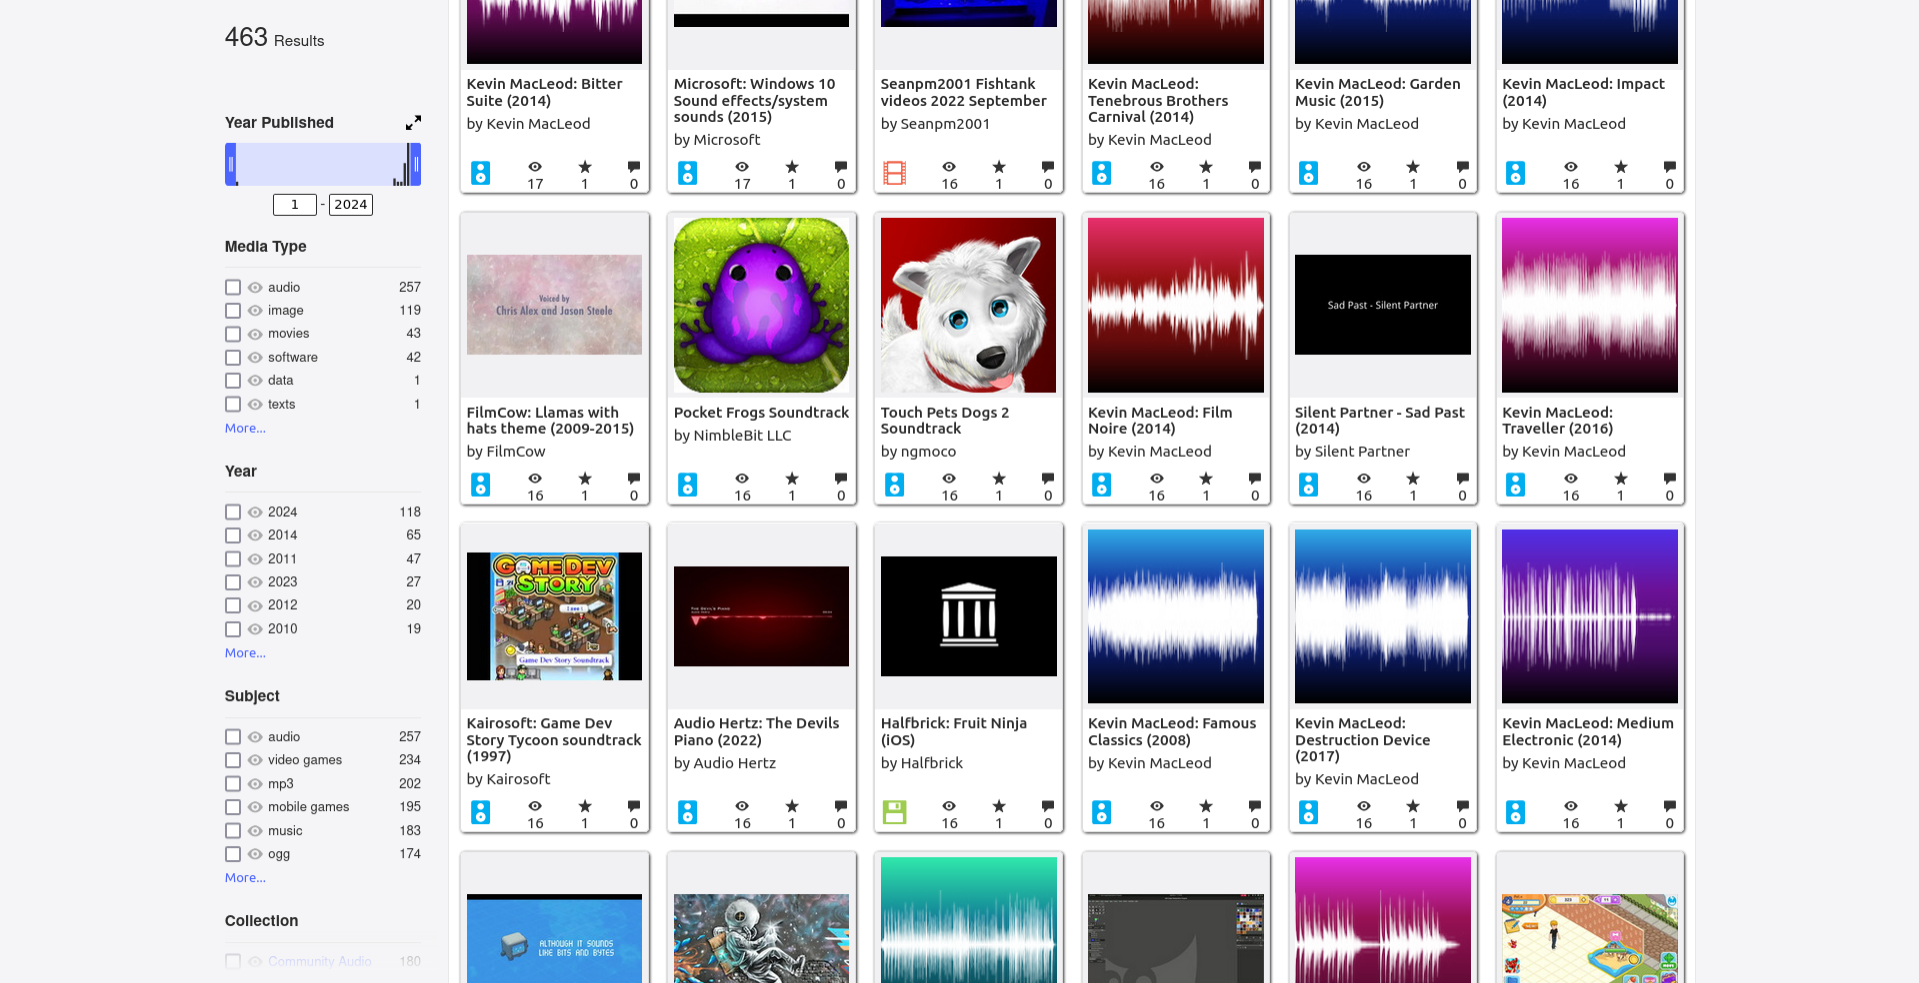 463 Results
Year Published
1 - 2024
Media Type
audio 257
image 119
movies 43
software 42
data 1
texts 1
More...
Year
2024 118
2014 65
2011 47
2023 27
2012 20
2010 19
More...
Subject
audio 257
video games 234
mp3 202
mobile games 195
music 183
ogg 174
More...
Collection
Community Audio 180
Kevin MacLeod: Bitter
Suite (2014)
by Kevin MacLeod
17 1 0
Microsoft: Windows 10
Sound effects/system
sounds (2015)
by Microsoft
17 1 0
Seanpm2001 Fishtank
videos 2022 September
by Seanpm2001
16 1 0
Kevin MacLeod:
Tenebrous Brothers
Carnival (2014)
by Kevin MacLeod
16 1 0
Kevin MacLeod: Garden
Music (2015)
by Kevin MacLeod
16 1 0
Kevin MacLeod: Impact
(2014)
by Kevin MacLeod
16 1 0
Voiced by
Chris Alex and Jason Steele
FilmCow: Llamas with
hats theme (2009-2015)
by FilmCow
16 1 0
Pocket Frogs Soundtrack
by NimbleBit LLC
16 1 0
Touch Pets Dogs 2
Soundtrack
by ngmoco
16 1 0
Kevin MacLeod: Film
Noire (2014)
by Kevin MacLeod
16 1 0
Sad Past - Silent Partner
Silent Partner - Sad Past
(2014)
by Silent Partner
16 1 0
Kevin MacLeod:
Traveller (2016)
by Kevin MacLeod
16 1 0
GAME DEV
STORY
Game Dev Story Soundtrack
Kairosoft: Game Dev
Story Tycoon soundtrack
(1997)
by Kairosoft
16 1 0
THE DEVIL'S PIANO
Audio Hertz: The Devils
Piano (2022)
by Audio Hertz
16 1 0
Halfbrick: Fruit Ninja
(iOS)
by Halfbrick
16 1 0
Kevin MacLeod: Famous
Classics (2008)
by Kevin MacLeod
16 1 0
Kevin MacLeod:
Destruction Device
(2017)
by Kevin MacLeod
16 1 0
Kevin MacLeod: Medium
Electronic (2014)
by Kevin MacLeod
16 1 0
ALTHOUGH IT SOUNDS
LIKE BITS AND BYTES